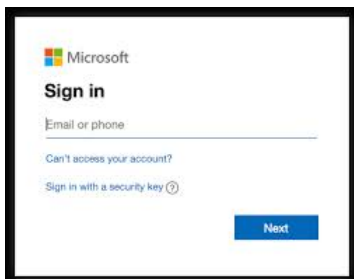 Microsoft
Sign in
Email or phone
Can't access your account?
Sign in with a security key ?
Next